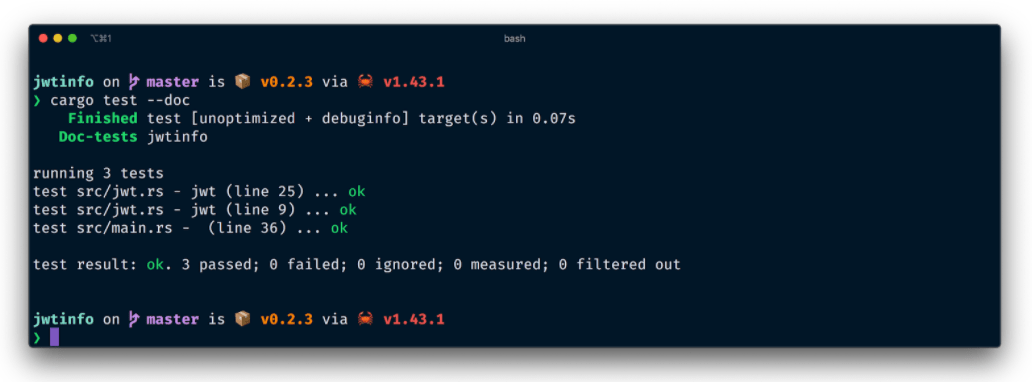 ⌥⌘1
bash
jwtinfo on master is 📦 v0.2.3 via 🦀 v1.43.1
❯ cargo test --doc
Finished test [unoptimized + debuginfo] target(s) in 0.07s
Doc-tests jwtinfo
running 3 tests
test src/jwt.rs - jwt (line 25) ... ok
test src/jwt.rs - jwt (line 9) ... ok
test src/main.rs -  (line 36) ... ok
test result: ok. 3 passed; 0 failed; 0 ignored; 0 measured; 0 filtered out
jwtinfo on master is 📦 v0.2.3 via 🦀 v1.43.1
❯